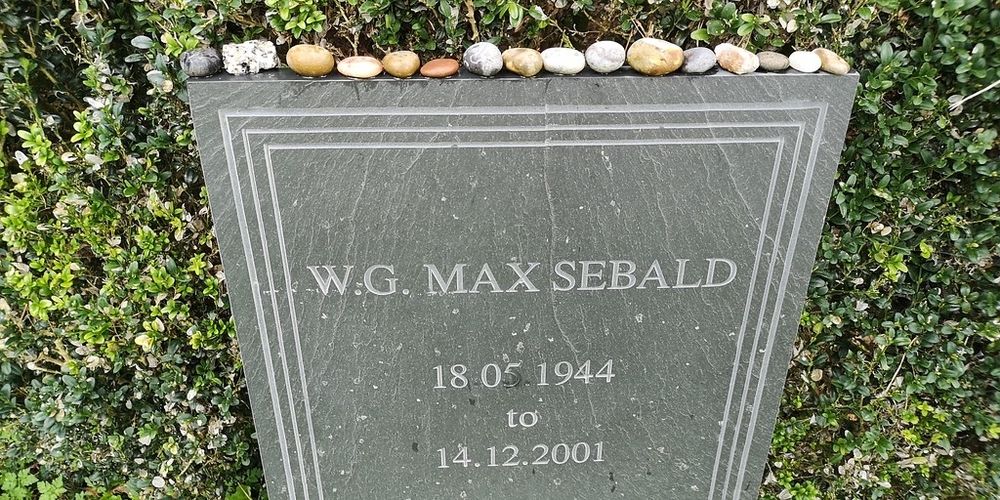 W.G. MAX SEBALD
18.05.1944
to
14.12.2001